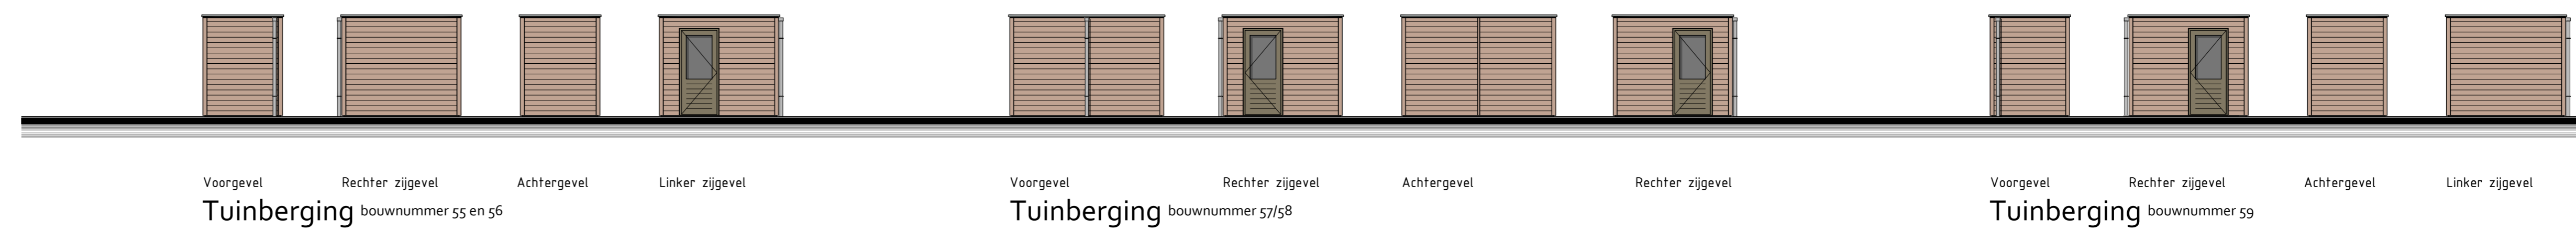 Voorgevel Rechter zijgevel Achtergevel Linker zijgevel
Tuinberging bouwnummer 55 en 56
Voorgevel Rechter zijgevel Achtergevel Rechter zijgevel
Tuinberging bouwnummer 57/58
Voorgevel Rechter zijgevel Achtergevel Linker zijgevel
Tuinberging bouwnummer 59